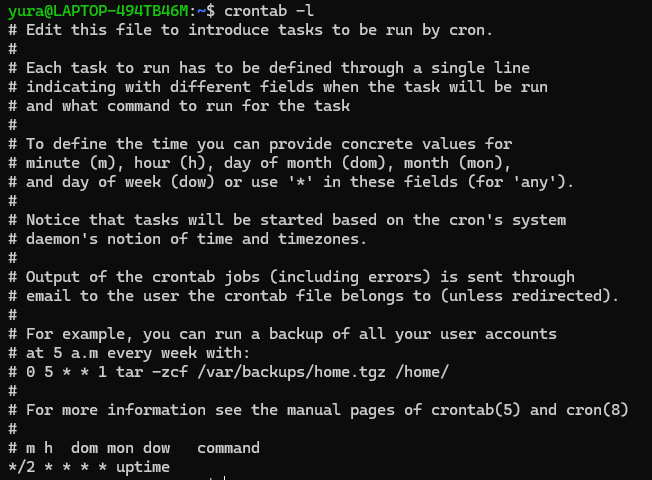 yura@LAPTOP-494TB46M:~$ crontab -l
# Edit this file to introduce tasks to be run by cron.
#
# Each task to run has to be defined through a single line
# indicating with different fields when the task will be run
# and what command to run for the task
#
# To define the time you can provide concrete values for
# minute (m), hour (h), day of month (dom), month (mon),
# and day of week (dow) or use '*' in these fields (for 'any').
#
# Notice that tasks will be started based on the cron's system
# daemon's notion of time and timezones.
#
# Output of the crontab jobs (including errors) is sent through
# email to the user the crontab file belongs to (unless redirected).
#
# For example, you can run a backup of all your user accounts
# at 5 a.m every week with:
# 0 5 * * 1 tar -zcf /var/backups/home.tgz /home/
#
# For more information see the manual pages of crontab(5) and cron(8)
#
# m h  dom mon dow   command
*/2 * * * * uptime